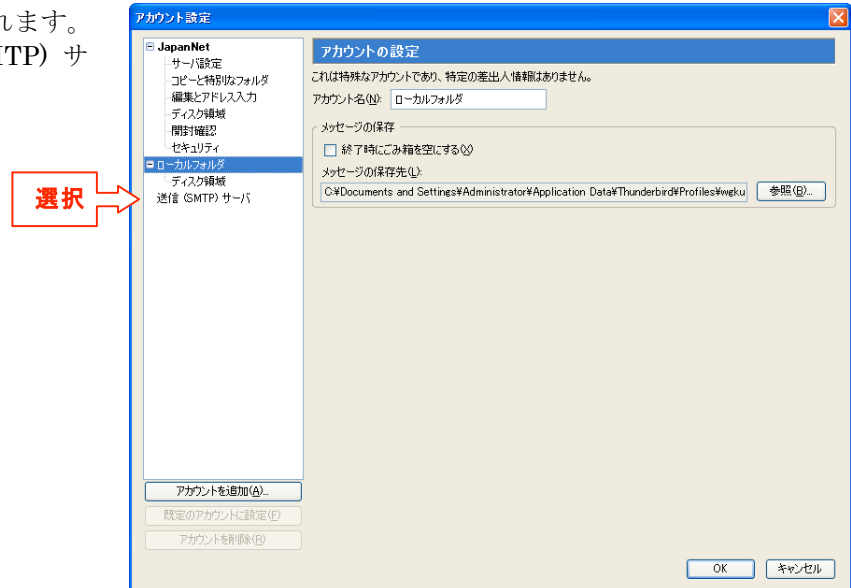 れます。
TP) サ
アカウント設定
JapanNet
サーバ設定
コピーと特別なフォルダ
編集とアドレス入力
ディスク領域
開封確認
セキュリティ
ローカルフォルダ
ディスク領域
送信 (SMTP) サーバ
選択
アカウントの設定
これは特殊なアカウントであり、特定の差出人情報はありません。
アカウント名(N): ローカルフォルダ
メッセージの保存
終了時にごみ箱を空にする(X)
メッセージの保存先(L):
C:¥Documents and Settings¥Administrator¥Application Data¥Thunderbird¥Profiles¥wgku 参照(B)...
アカウントを追加(A)...
既定のアカウントに設定(F)
アカウントを削除(R)
OK キャンセル